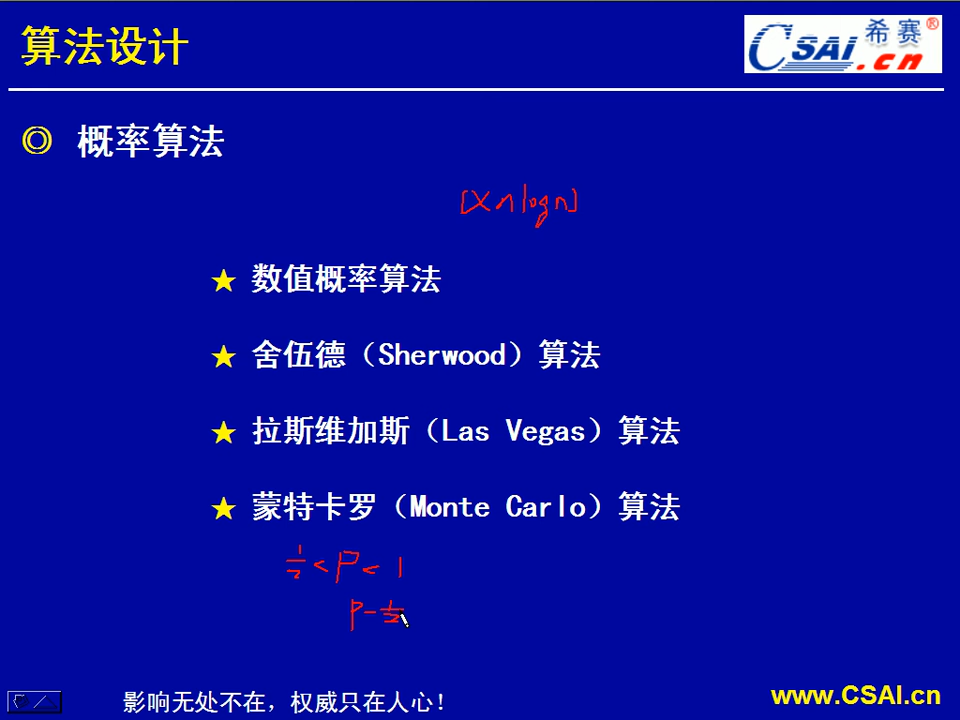 算法设计
CSAI.cn 希赛®
◎ 概率算法
[x n log n]
★ 数值概率算法
★ 舍伍德（Sherwood）算法
★ 拉斯维加斯（Las Vegas）算法
★ 蒙特卡罗（Monte Carlo）算法
1/2 < P < 1
P - 1/2
影响无处不在，权威只在人心！
www.CSAI.cn